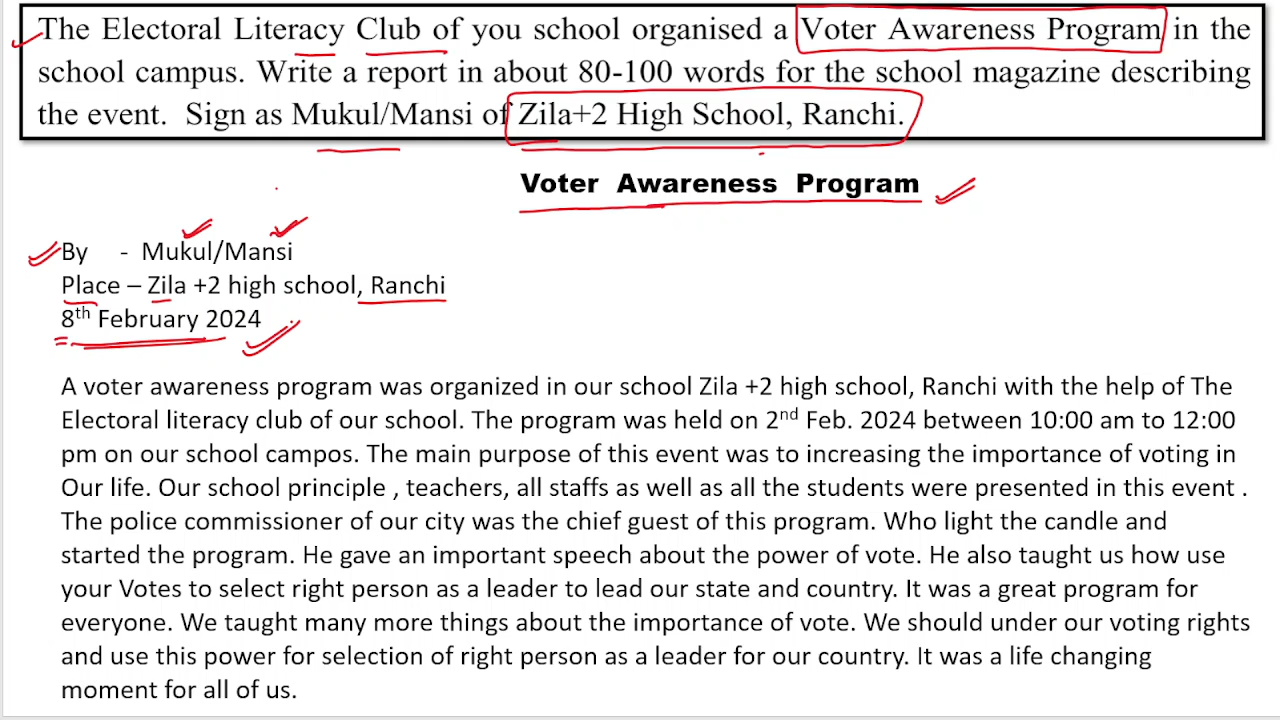 The Electoral Literacy Club of you school organised a Voter Awareness Program in the
school campus. Write a report in about 80-100 words for the school magazine describing
the event. Sign as Mukul/Mansi of Zila+2 High School, Ranchi.
Voter Awareness Program
By - Mukul/Mansi
Place – Zila +2 high school, Ranchi
8th February 2024
A voter awareness program was organized in our school Zila +2 high school, Ranchi with the help of The
Electoral literacy club of our school. The program was held on 2nd Feb. 2024 between 10:00 am to 12:00
pm on our school campos. The main purpose of this event was to increasing the importance of voting in
Our life. Our school principle , teachers, all staffs as well as all the students were presented in this event .
The police commissioner of our city was the chief guest of this program. Who light the candle and
started the program. He gave an important speech about the power of vote. He also taught us how use
your Votes to select right person as a leader to lead our state and country. It was a great program for
everyone. We taught many more things about the importance of vote. We should under our voting rights
and use this power for selection of right person as a leader for our country. It was a life changing
moment for all of us.